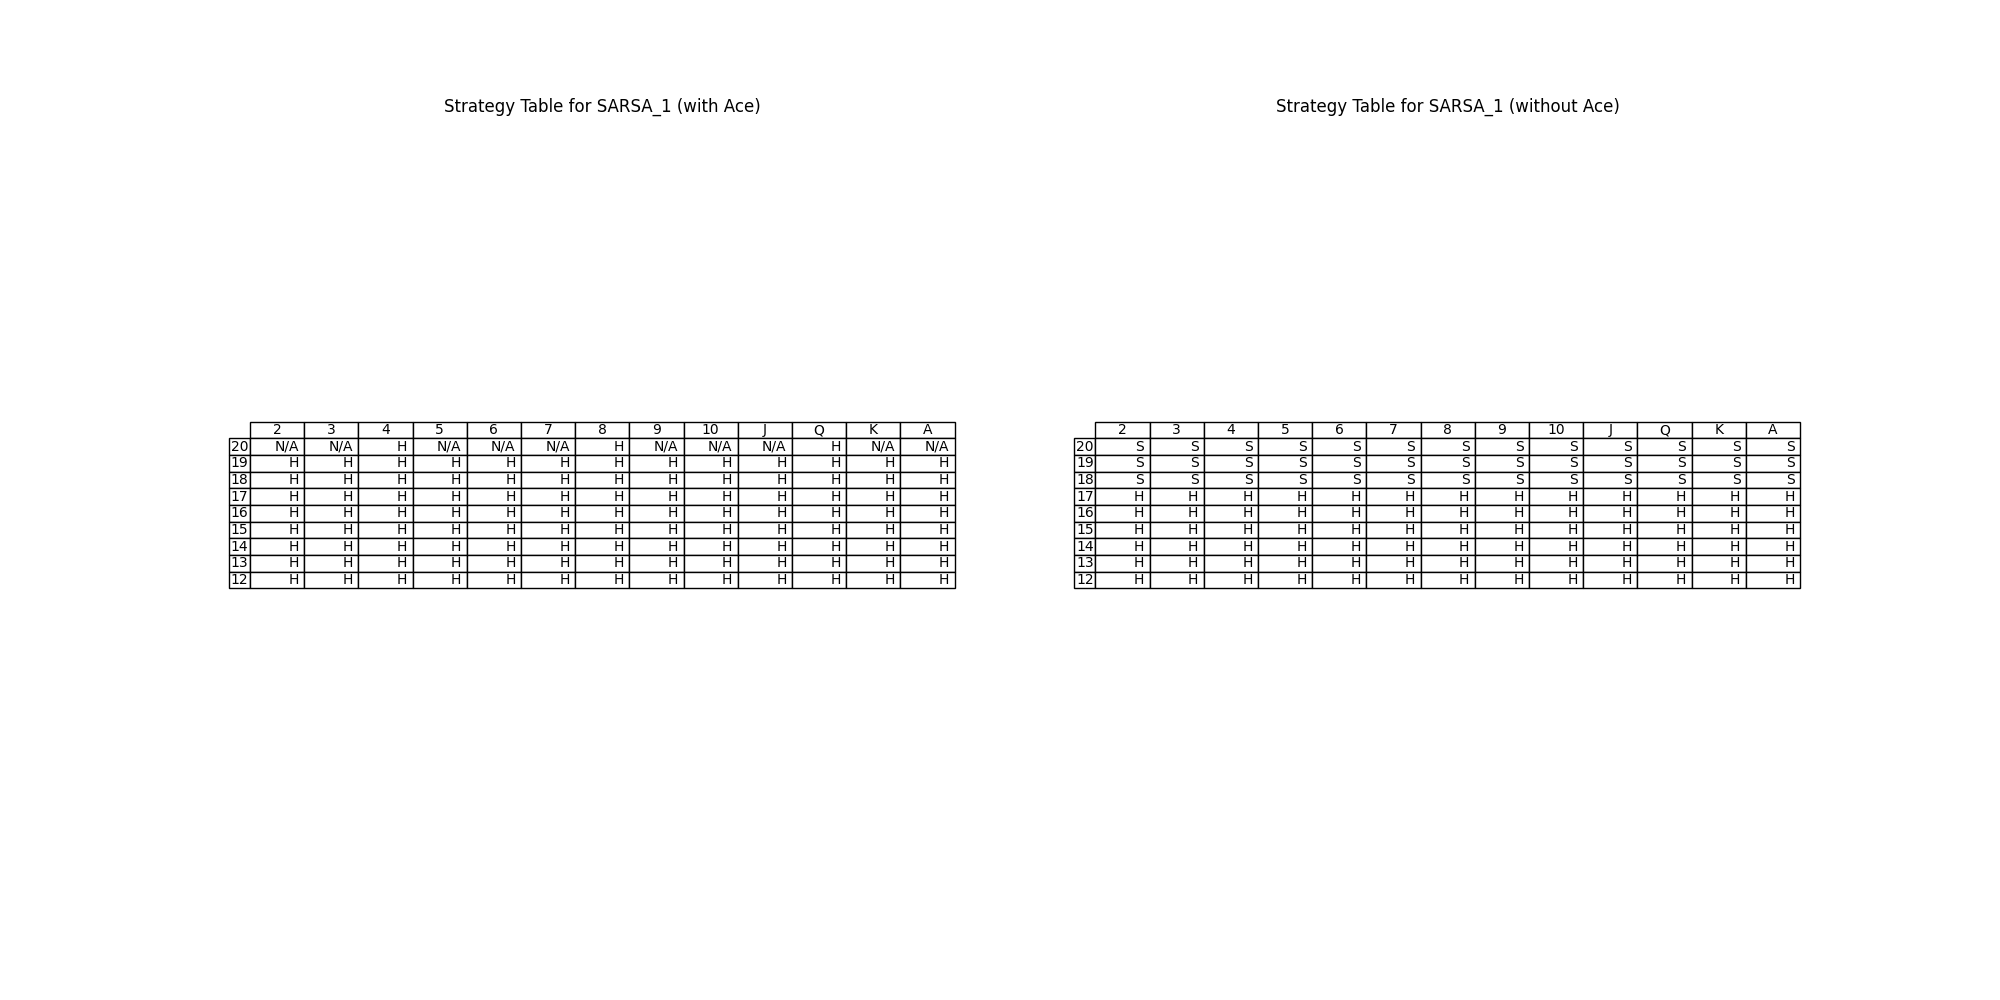 Strategy Table for SARSA_1 (with Ace)
2 3 4 5 6 7 8 9 10 J Q K A
20 N/A N/A H N/A N/A N/A H N/A N/A N/A H N/A N/A
19 H H H H H H H H H H H H H
18 H H H H H H H H H H H H H
17 H H H H H H H H H H H H H
16 H H H H H H H H H H H H H
15 H H H H H H H H H H H H H
14 H H H H H H H H H H H H H
13 H H H H H H H H H H H H H
12 H H H H H H H H H H H H H
Strategy Table for SARSA_1 (without Ace)
2 3 4 5 6 7 8 9 10 J Q K A
20 S S S S S S S S S S S S S
19 S S S S S S S S S S S S S
18 S S S S S S S S S S S S S
17 H H H H H H H H H H H H H
16 H H H H H H H H H H H H H
15 H H H H H H H H H H H H H
14 H H H H H H H H H H H H H
13 H H H H H H H H H H H H H
12 H H H H H H H H H H H H H